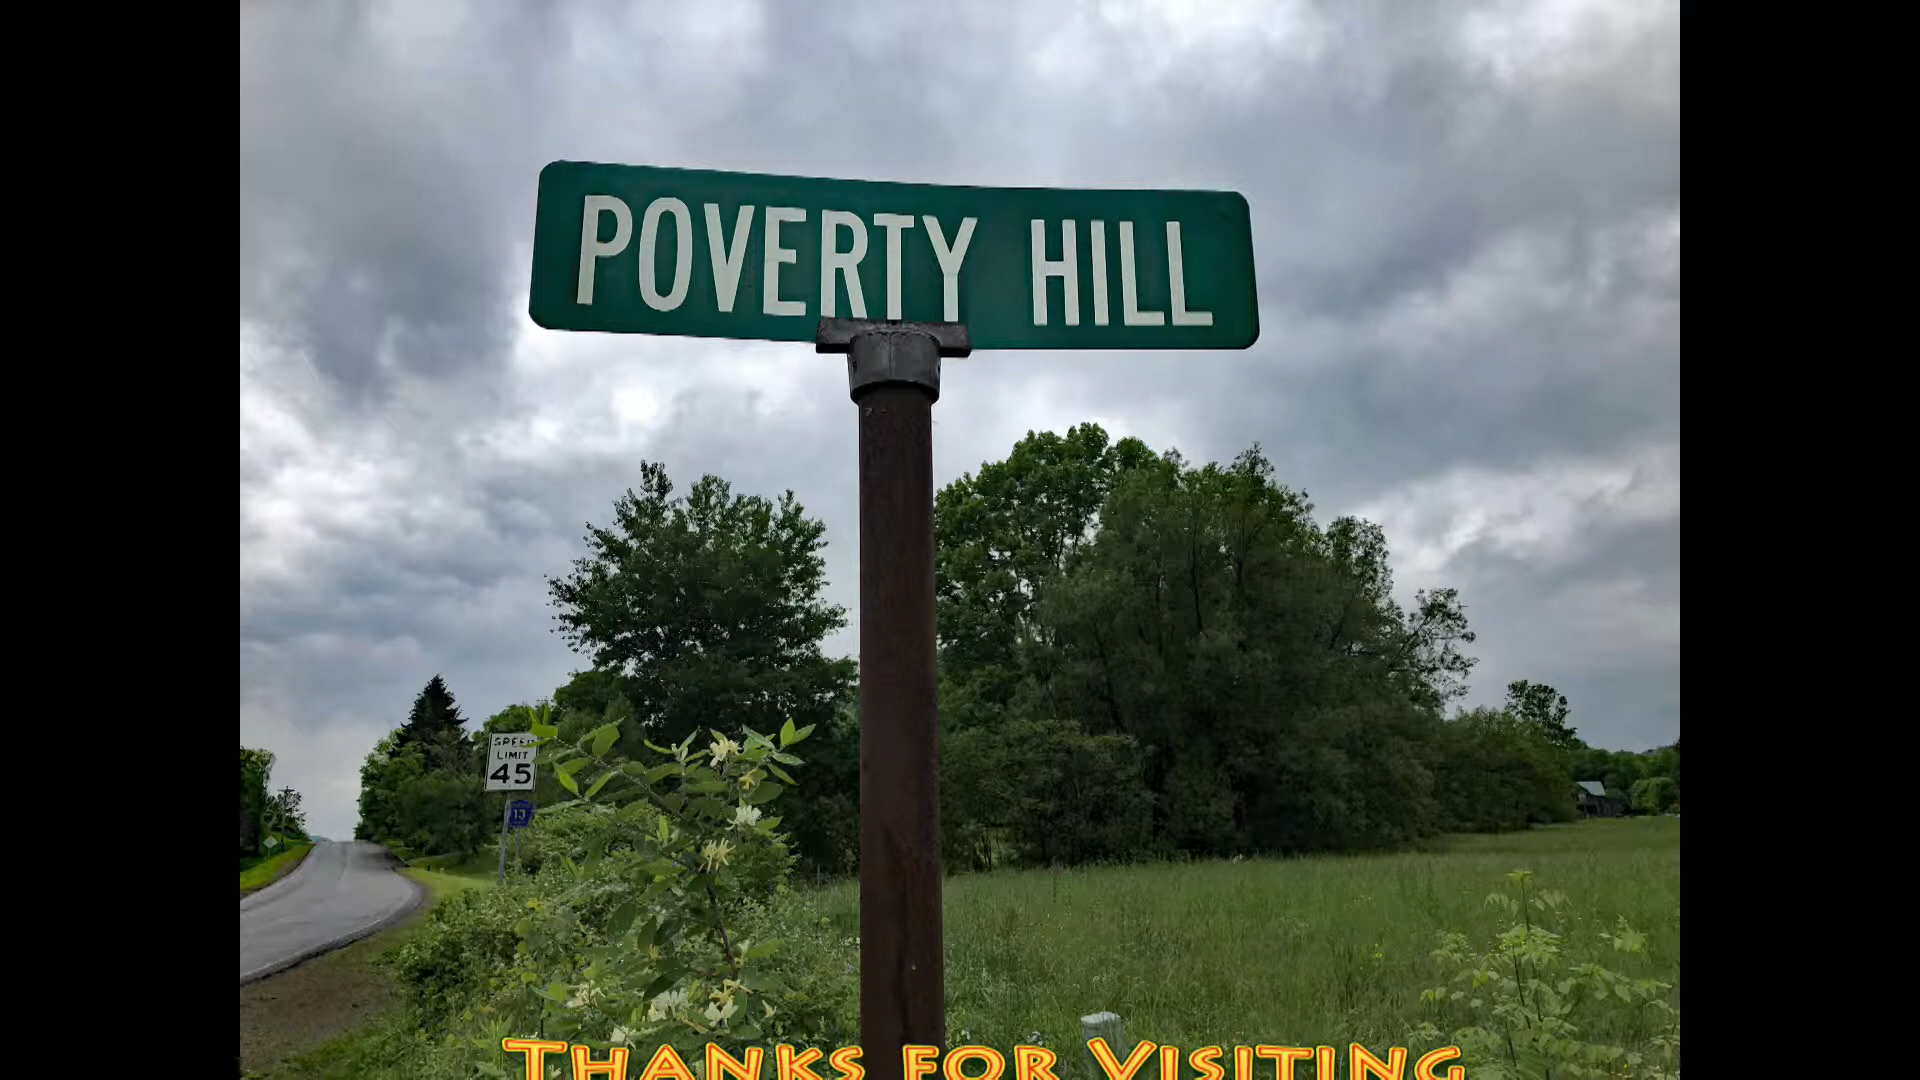 POVERTY HILL
SPEED
LIMIT
45
13
THANKS FOR VISITING